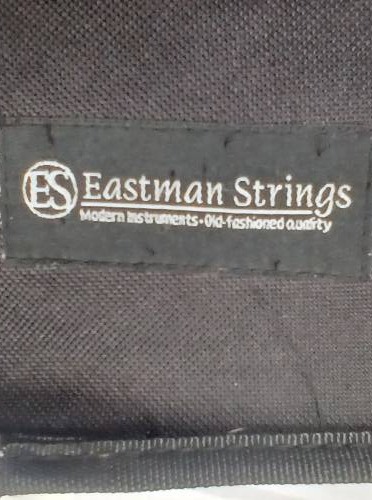 ES Eastman Strings
Modern Instruments • Old-fashioned Quality